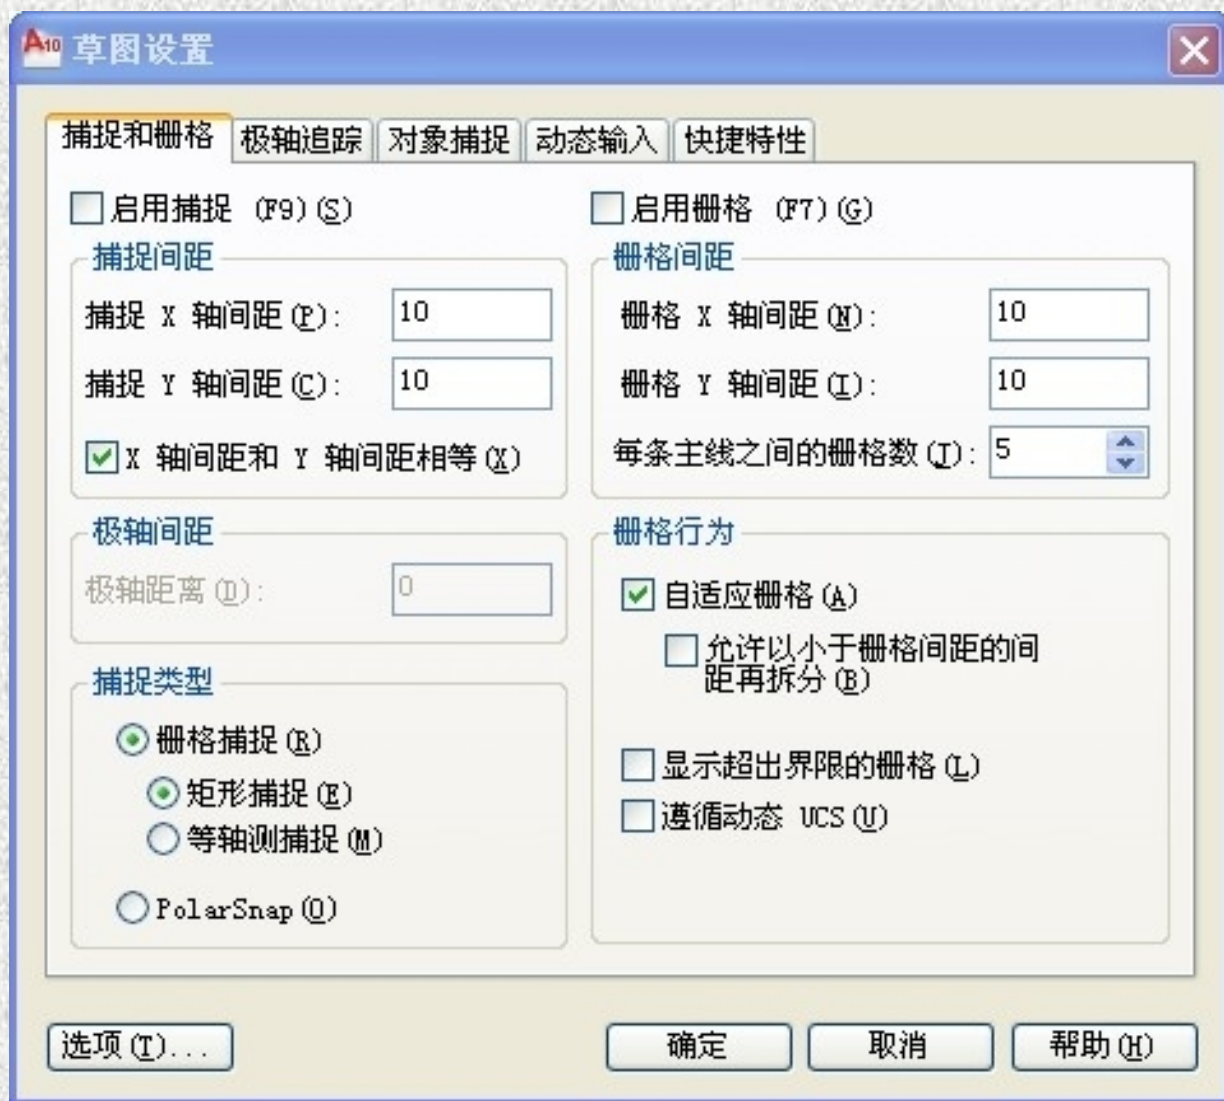 A10 草图设置
捕捉和栅格 极轴追踪 对象捕捉 动态输入 快捷特性
启用捕捉 (F9)(S)
捕捉间距
捕捉 X 轴间距(P): 10
捕捉 Y 轴间距(C): 10
X 轴间距和 Y 轴间距相等(X)
极轴间距
极轴距离(D): 0
捕捉类型
栅格捕捉(R)
矩形捕捉(E)
等轴测捕捉(M)
PolarSnap(O)
启用栅格 (F7)(G)
栅格间距
栅格 X 轴间距(N): 10
栅格 Y 轴间距(I): 10
每条主线之间的栅格数(J): 5
栅格行为
自适应栅格(A)
允许以小于栅格间距的间
距再拆分(B)
显示超出界限的栅格(L)
遵循动态 UCS(U)
选项(T)... 确定 取消 帮助(H)